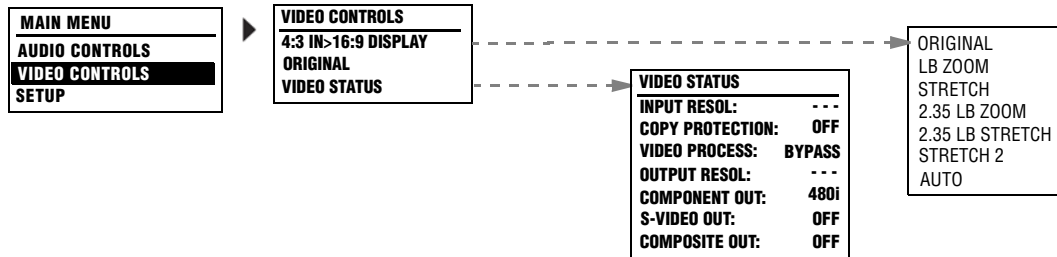 MAIN MENU
AUDIO CONTROLS
VIDEO CONTROLS
SETUP
VIDEO CONTROLS
4:3 IN>16:9 DISPLAY
ORIGINAL
VIDEO STATUS
VIDEO STATUS
INPUT RESOL: - - -
COPY PROTECTION: OFF
VIDEO PROCESS: BYPASS
OUTPUT RESOL: - - -
COMPONENT OUT: 480i
S-VIDEO OUT: OFF
COMPOSITE OUT: OFF
ORIGINAL
LB ZOOM
STRETCH
2.35 LB ZOOM
2.35 LB STRETCH
STRETCH 2
AUTO